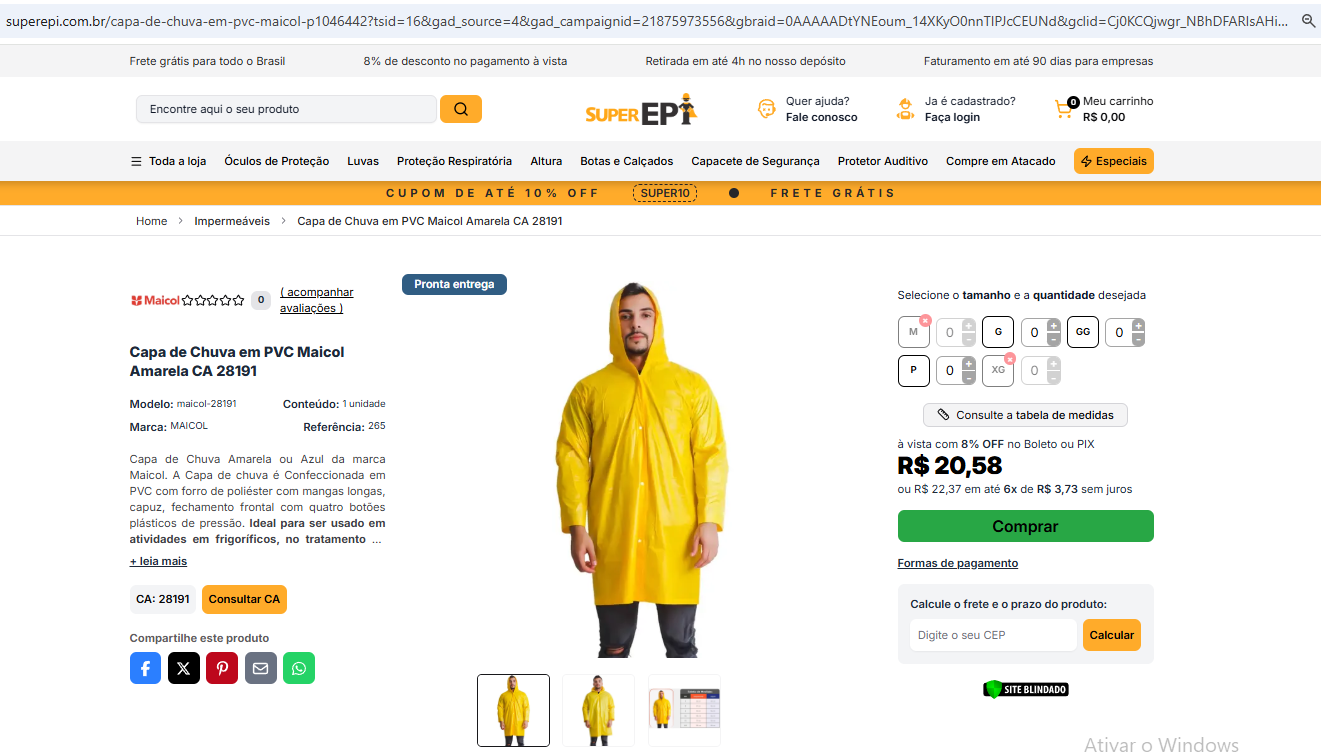 superepi.com.br/capa-de-chuva-em-pvc-maicol-p1046442?tsid=16&gad_source=4&gad_campaignid=21875973556&gbraid=0AAAAADtYNEoum_14XKyO0nnTIPJcCEUNd&gclid=Cj0KCQjwgr_NBhDFARIsAHi...
Frete grátis para todo o Brasil
8% de desconto no pagamento à vista
Retirada em até 4h no nosso depósito
Faturamento em até 90 dias para empresas
Encontre aqui o seu produto
SUPER EPI
Quer ajuda?
Fale conosco
Já é cadastrado?
Faça login
0 Meu carrinho
R$ 0,00
Toda a loja
Óculos de Proteção
Luvas
Proteção Respiratória
Altura
Botas e Calçados
Capacete de Segurança
Protetor Auditivo
Compre em Atacado
Especiais
CUPOM DE ATÉ 10% OFF
SUPER10
FRETE GRÁTIS
Home > Impermeáveis > Capa de Chuva em PVC Maicol Amarela CA 28191
Maicol
0
( acompanhar
avaliações )
Capa de Chuva em PVC Maicol
Amarela CA 28191
Modelo: maicol-28191
Conteúdo: 1 unidade
Marca: MAICOL
Referência: 265
Capa de Chuva Amarela ou Azul da marca
Maicol. A Capa de chuva é Confeccionada em
PVC com forro de poliéster com mangas longas,
capuz, fechamento frontal com quatro botões
plásticos de pressão. Ideal para ser usado em
atividades em frigoríficos, no tratamento ...
+ leia mais
CA: 28191
Consultar CA
Compartilhe este produto
Pronta entrega
Selecione o tamanho e a quantidade desejada
M 0 + - G 0 + - GG 0 + -
P 0 + - XG 0 + -
Consulte a tabela de medidas
à vista com 8% OFF no Boleto ou PIX
R$ 20,58
ou R$ 22,37 em até 6x de R$ 3,73 sem juros
Comprar
Formas de pagamento
Calcule o frete e o prazo do produto:
Digite o seu CEP
Calcular
SITE BLINDADO
Ativar o Windows